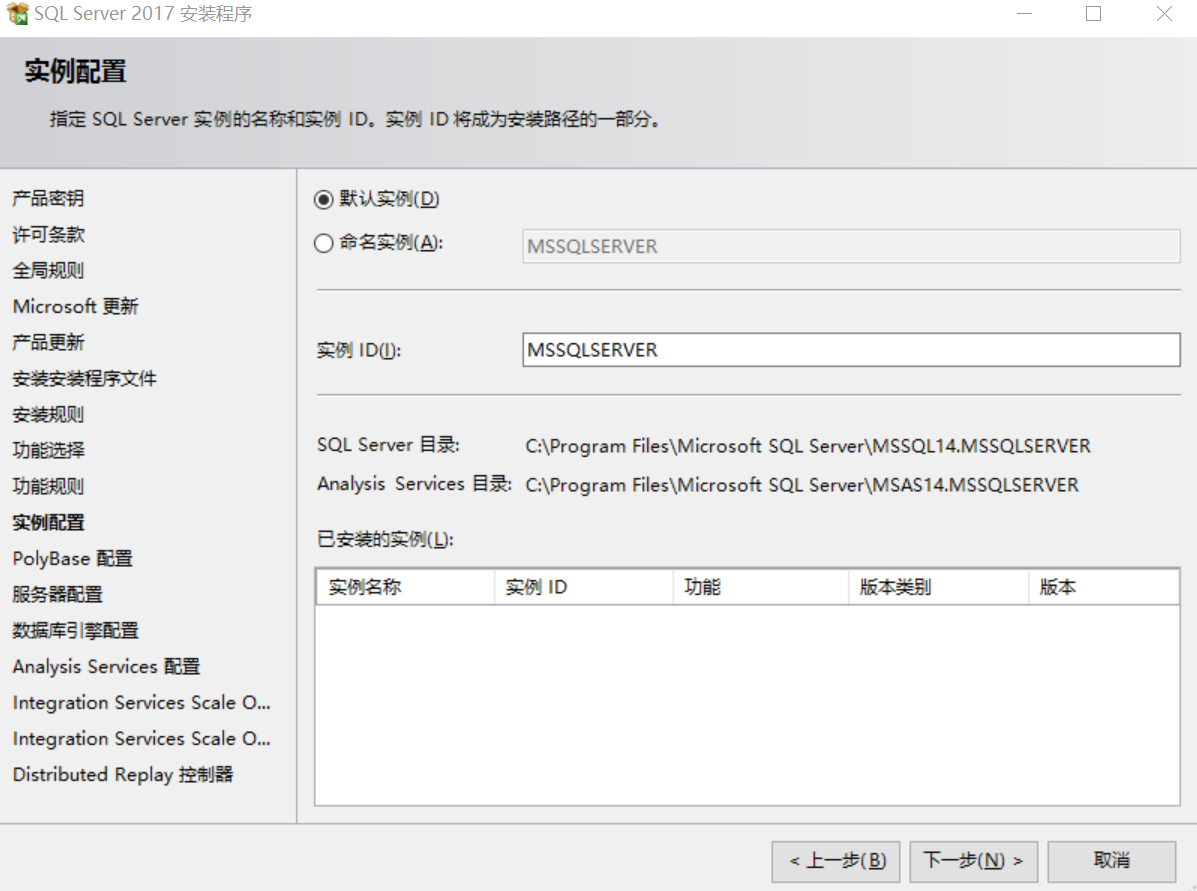 SQL Server 2017 安装程序
实例配置
指定 SQL Server 实例的名称和实例 ID。实例 ID 将成为安装路径的一部分。
产品密钥
许可条款
全局规则
Microsoft 更新
产品更新
安装安装程序文件
安装规则
功能选择
功能规则
实例配置
PolyBase 配置
服务器配置
数据库引擎配置
Analysis Services 配置
Integration Services Scale O...
Integration Services Scale O...
Distributed Replay 控制器
默认实例(D)
命名实例(A): MSSQLSERVER
实例 ID(I): MSSQLSERVER
SQL Server 目录: C:\Program Files\Microsoft SQL Server\MSSQL14.MSSQLSERVER
Analysis Services 目录: C:\Program Files\Microsoft SQL Server\MSAS14.MSSQLSERVER
已安装的实例(L):
实例名称 实例 ID 功能 版本类别 版本
< 上一步(B) 下一步(N) > 取消